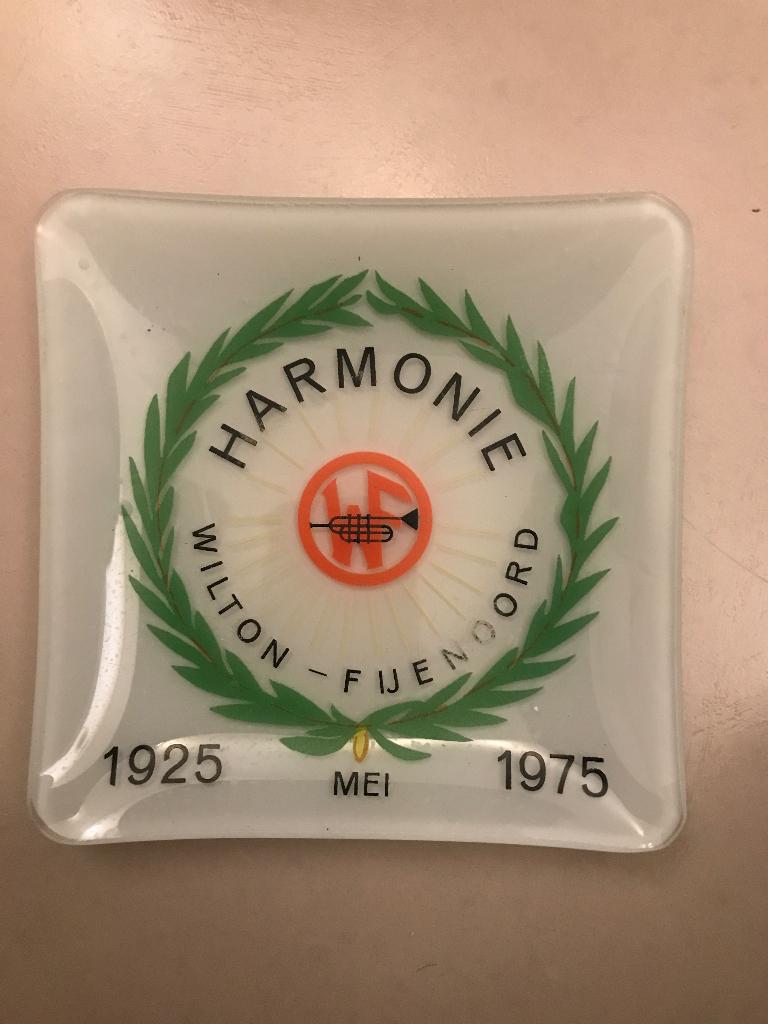 HARMONIE
WF
WILTON - FIJENOORD
1925 MEI 1975